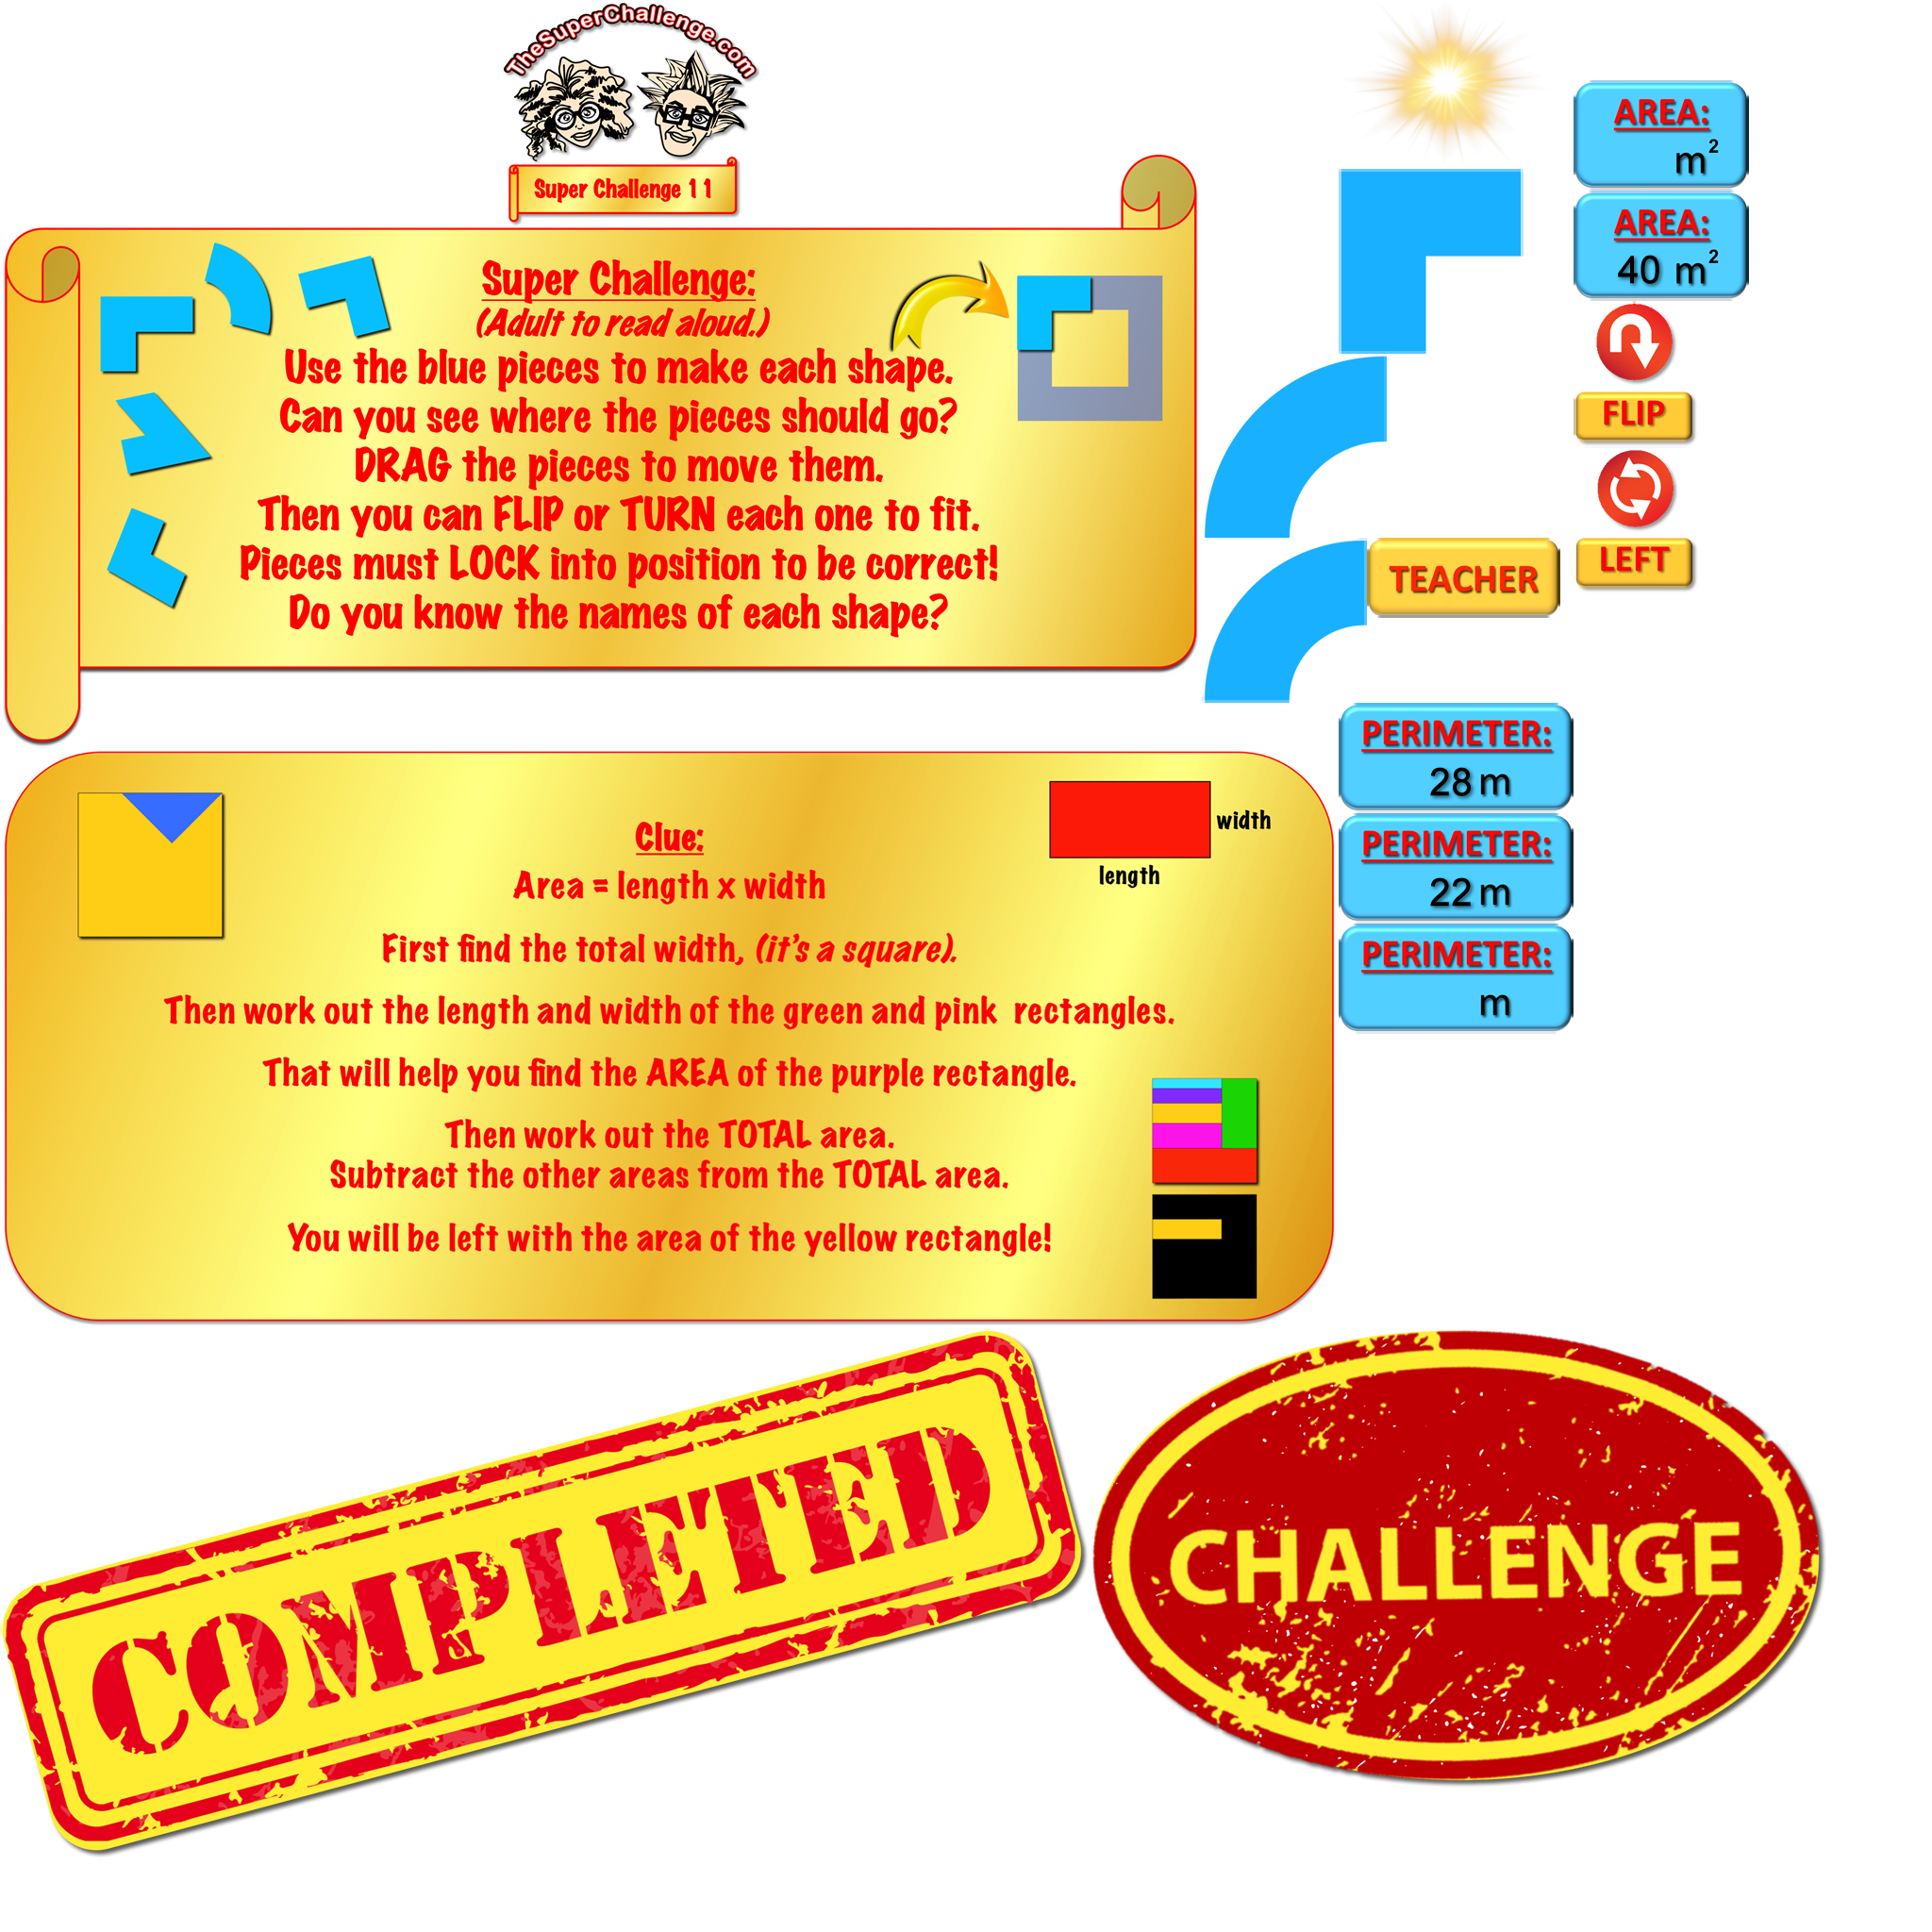 TheSuperChallenge.com
Super Challenge 11
Super Challenge:
(Adult to read aloud.)
Use the blue pieces to make each shape.
Can you see where the pieces should go?
DRAG the pieces to move them.
Then you can FLIP or TURN each one to fit.
Pieces must LOCK into position to be correct!
Do you know the names of each shape?
AREA:
m²
AREA:
40 m²
FLIP
LEFT
TEACHER
PERIMETER:
28 m
PERIMETER:
22 m
PERIMETER:
m
width
length
Clue:
Area = length x width
First find the total width, (it's a square).
Then work out the length and width of the green and pink rectangles.
That will help you find the AREA of the purple rectangle.
Then work out the TOTAL area.
Subtract the other areas from the TOTAL area.
You will be left with the area of the yellow rectangle!
COMPLETED
CHALLENGE